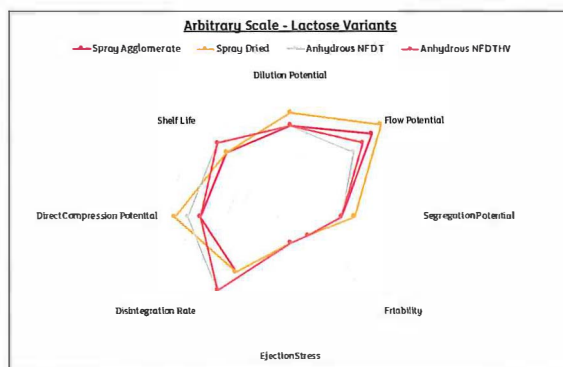 Arbitrary Scale - Lactose Variants
Spray Agglomerate Spray Dried Anhydrous NFDT Anhydrous NFDTHV
Dilution Potential
Shelf Life Flow Potential
Direct Compression Potential Segregation Potential
Disintegration Rate Friability
Ejection Stress